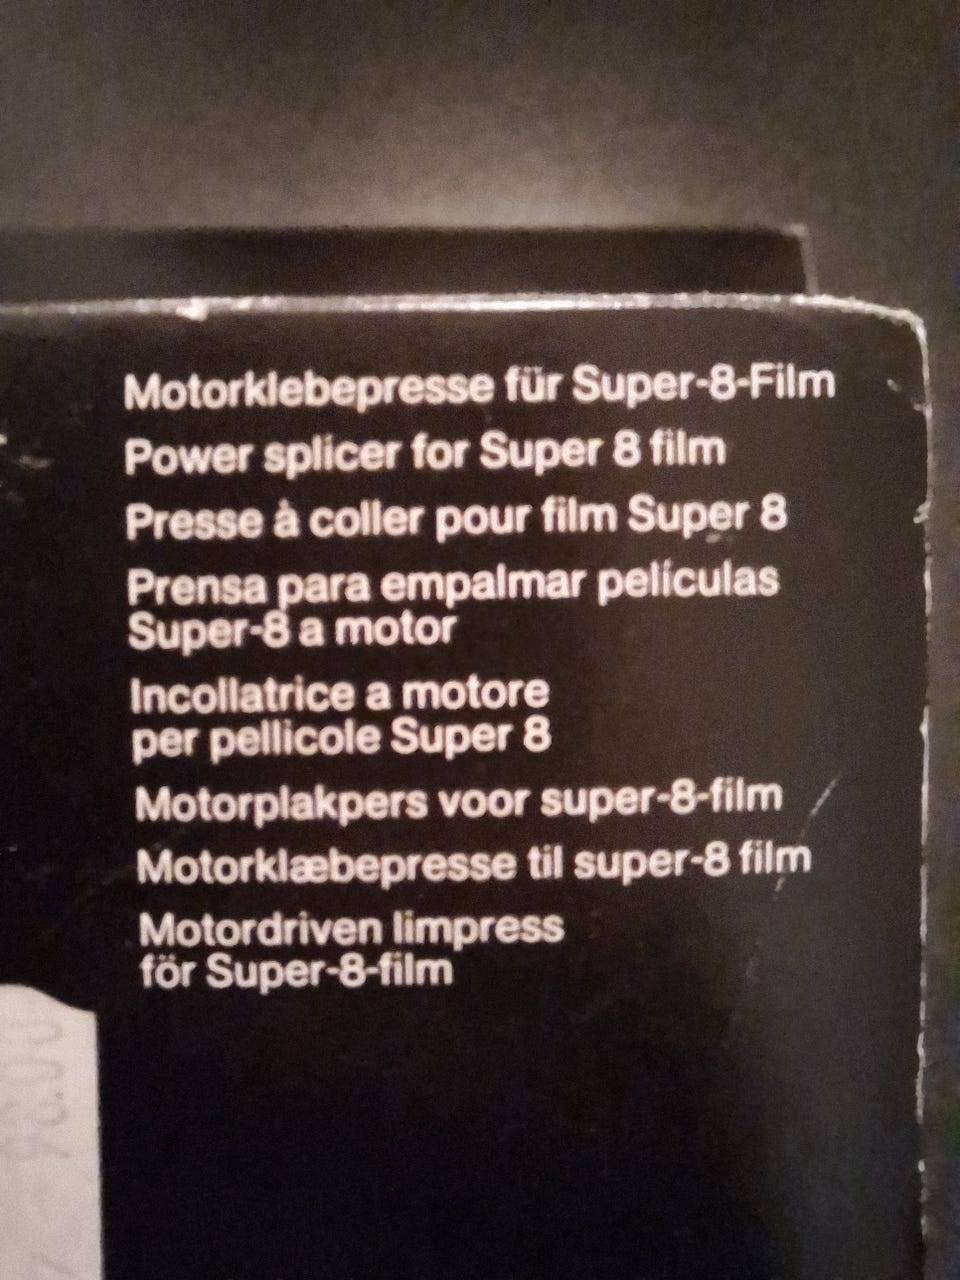 Motorklebepresse für Super-8-Film
Power splicer for Super 8 film
Presse à coller pour film Super 8
Prensa para empalmar películas
Super-8 a motor
Incollatrice a motore
per pellicole Super 8
Motorplakpers voor super-8-film
Motorklæbepresse til super-8 film
Motordriven limpress
för Super-8-film